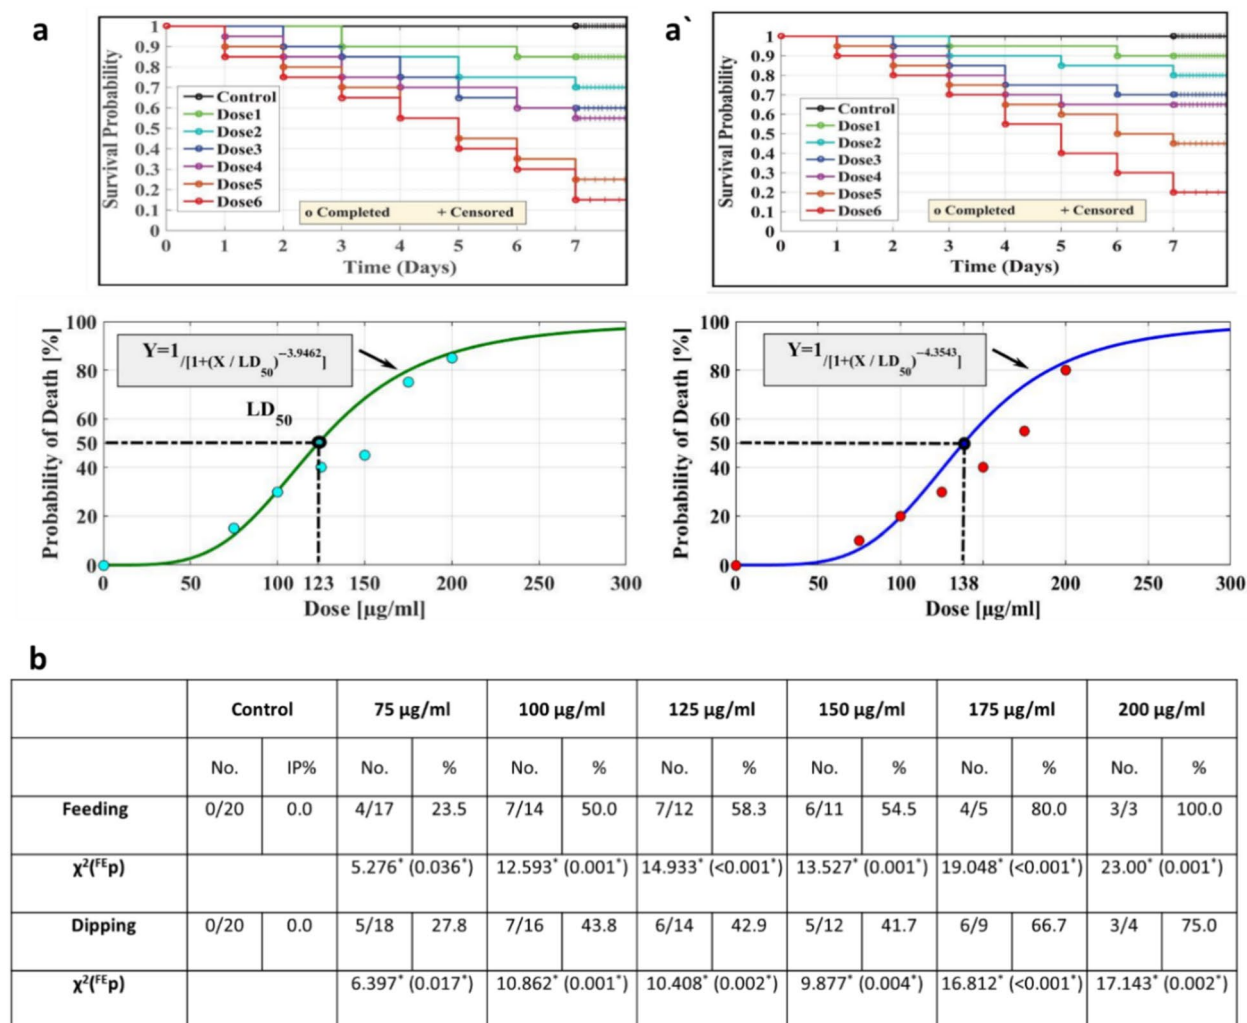 a
1
0.9
0.8
0.7
0.6
0.5
0.4
0.3
0.2
0.1
0
Survival Probability
Control
Dose1
Dose2
Dose3
Dose4
Dose5
Dose6
o Completed + Censored
0 1 2 3 4 5 6 7
Time (Days)
a`
1
0.9
0.8
0.7
0.6
0.5
0.4
0.3
0.2
0.1
0
Survival Probability
Control
Dose1
Dose2
Dose3
Dose4
Dose5
Dose6
o Completed + Censored
0 1 2 3 4 5 6 7
Time (Days)
100
80
60
50
40
20
0
Probability of Death [%]
Y=1/[1+(X / LD50)^−3.9462]
LD50
0 50 100 123 150 200 250 300
Dose [µg/ml]
100
80
60
50
40
20
0
Probability of Death [%]
Y=1/[1+(X / LD50)^−4.3543]
0 50 100 138 150 200 250 300
Dose [µg/ml]
b
Control 75 µg/ml 100 µg/ml 125 µg/ml 150 µg/ml 175 µg/ml 200 µg/ml
No. IP% No. % No. % No. % No. % No. % No. %
Feeding 0/20 0.0 4/17 23.5 7/14 50.0 7/12 58.3 6/11 54.5 4/5 80.0 3/3 100.0
χ²(ᶠᴱp) 5.276* (0.036*) 12.593* (0.001*) 14.933* (<0.001*) 13.527* (0.001*) 19.048* (<0.001*) 23.00* (0.001*)
Dipping 0/20 0.0 5/18 27.8 7/16 43.8 6/14 42.9 5/12 41.7 6/9 66.7 3/4 75.0
χ²(ᶠᴱp) 6.397* (0.017*) 10.862* (0.001*) 10.408* (0.002*) 9.877* (0.004*) 16.812* (<0.001*) 17.143* (0.002*)